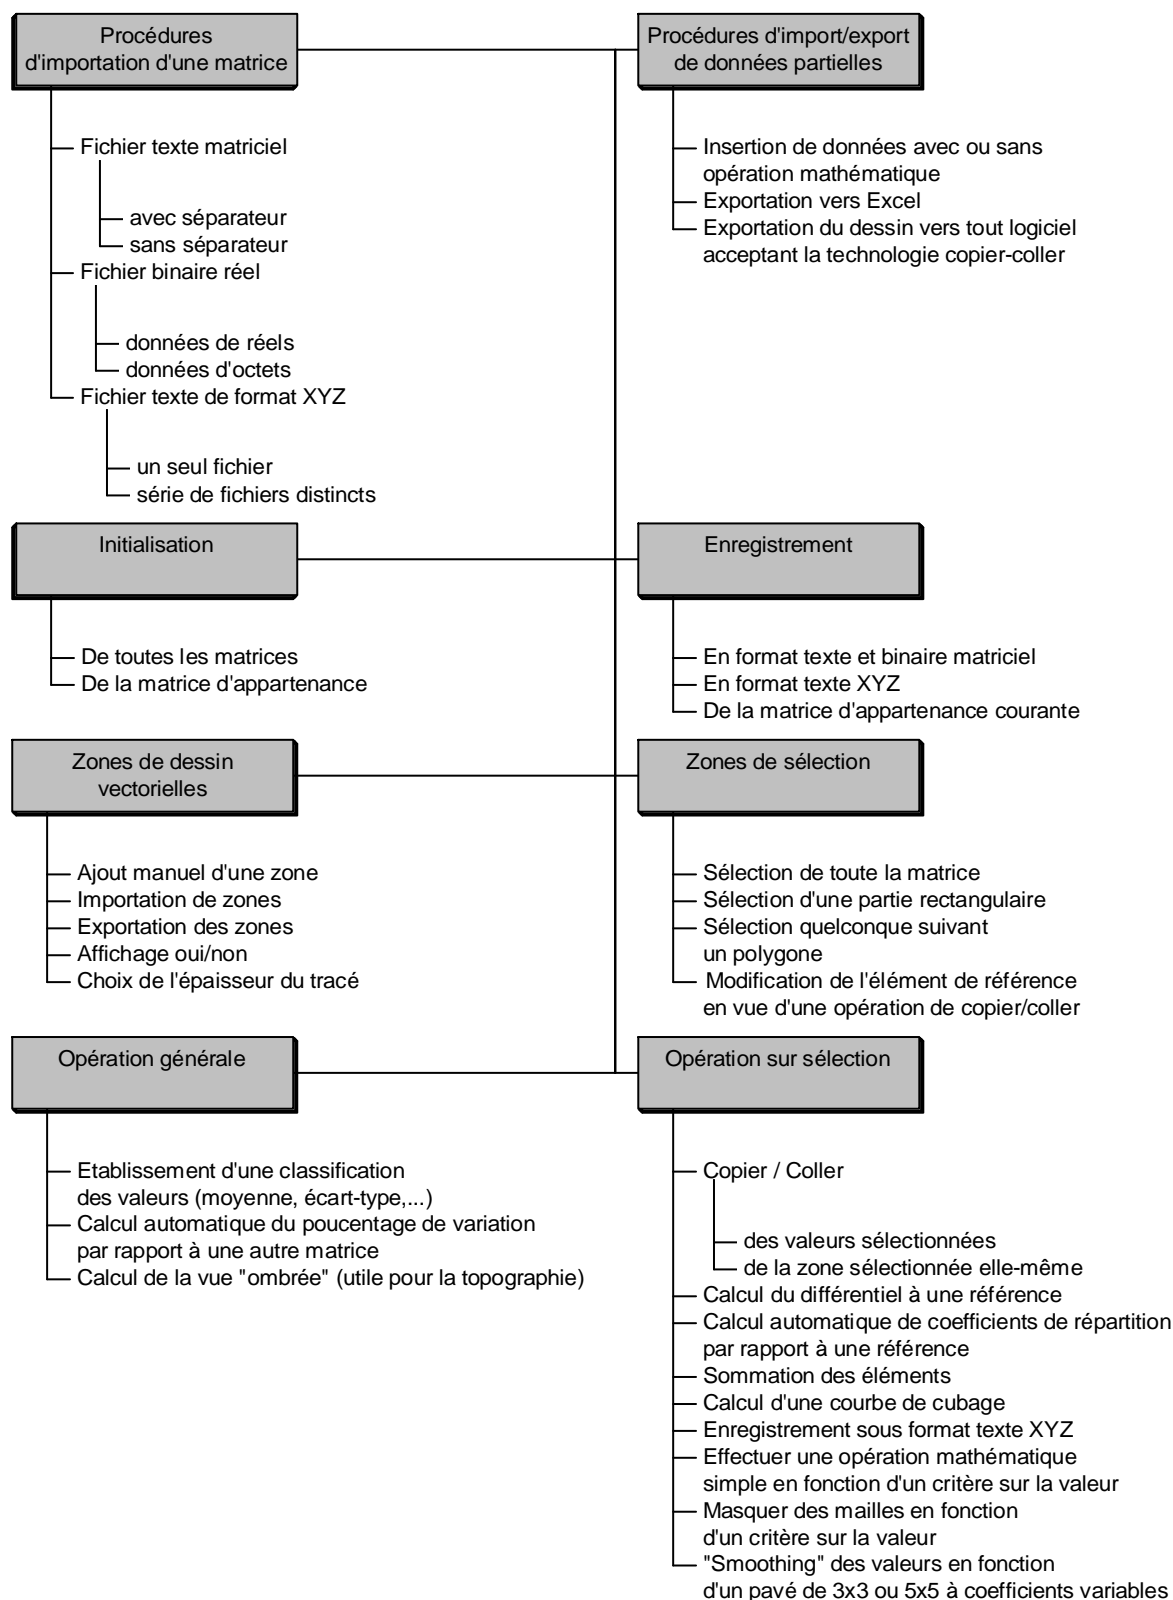 Procédures
d'importation d'une matrice
Procédures d'import/export
de données partielles
Fichier texte matriciel
avec séparateur
sans séparateur
Fichier binaire réel
données de réels
données d'octets
Fichier texte de format XYZ
un seul fichier
série de fichiers distincts
Insertion de données avec ou sans
opération mathématique
Exportation vers Excel
Exportation du dessin vers tout logiciel
acceptant la technologie copier-coller
Initialisation
Enregistrement
De toutes les matrices
De la matrice d'appartenance
En format texte et binaire matriciel
En format texte XYZ
De la matrice d'appartenance courante
Zones de dessin
vectorielles
Zones de sélection
Ajout manuel d'une zone
Importation de zones
Exportation des zones
Affichage oui/non
Choix de l'épaisseur du tracé
Sélection de toute la matrice
Sélection d'une partie rectangulaire
Sélection quelconque suivant
un polygone
Modification de l'élément de référence
en vue d'une opération de copier/coller
Opération générale
Opération sur sélection
Etablissement d'une classification
des valeurs (moyenne, écart-type,...)
Calcul automatique du poucentage de variation
par rapport à une autre matrice
Calcul de la vue "ombrée" (utile pour la topographie)
Copier / Coller
des valeurs sélectionnées
de la zone sélectionnée elle-même
Calcul du différentiel à une référence
Calcul automatique de coefficients de répartition
par rapport à une référence
Sommation des éléments
Calcul d'une courbe de cubage
Enregistrement sous format texte XYZ
Effectuer une opération mathématique
simple en fonction d'un critère sur la valeur
Masquer des mailles en fonction
d'un critère sur la valeur
"Smoothing" des valeurs en fonction
d'un pavé de 3x3 ou 5x5 à coefficients variables